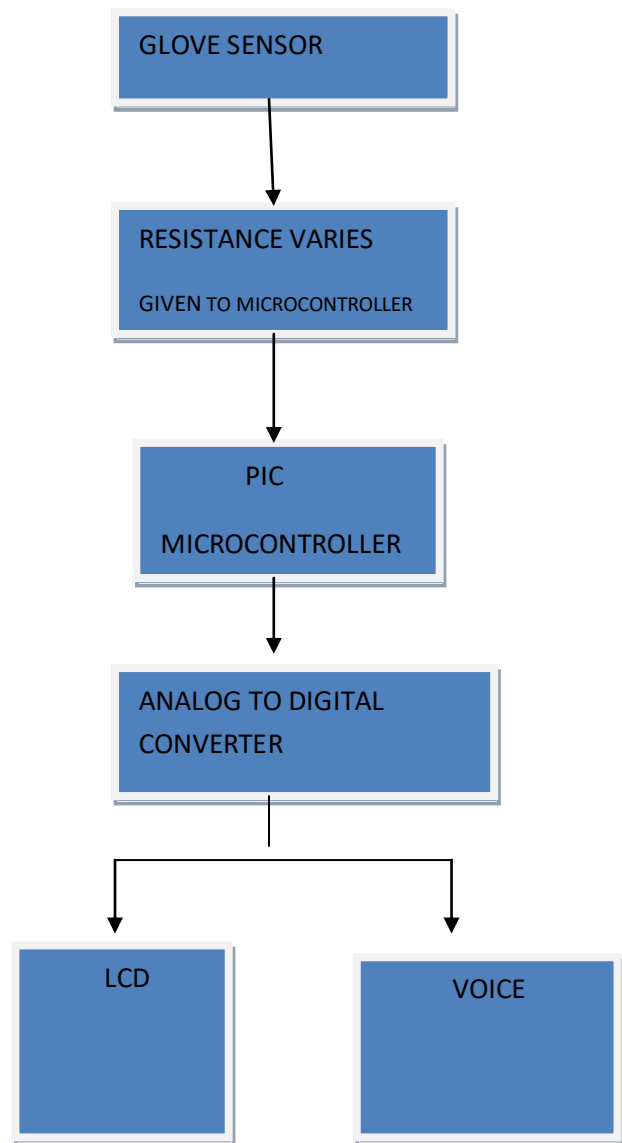 GLOVE SENSOR
RESISTANCE VARIES
GIVEN TO MICROCONTROLLER
PIC
MICROCONTROLLER
ANALOG TO DIGITAL
CONVERTER
LCD
VOICE